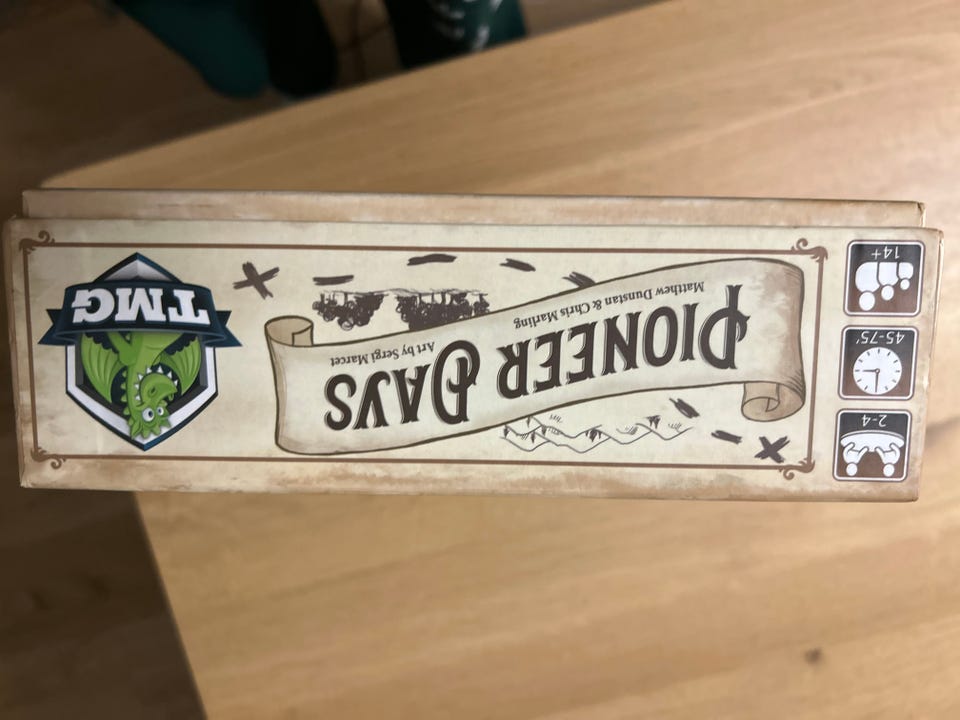 2-4
45-75'
14+
PIONEER DAYS
Matthew Dunstan & Chris Marling
Art by Sergi Marcet
TMG